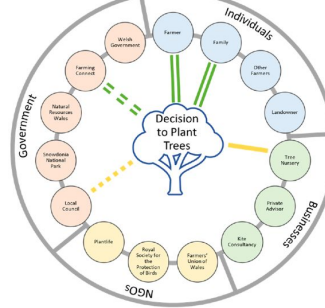 Individuals
Government
Businesses
NGOs
Welsh
Government
Farmer
Family
Other
Farmers
Landowner
Tree
Nursery
Private
Advisor
Kite
Consultancy
Farmers'
Union of
Wales
Royal
Society for
the
Protection
of Birds
Plantlife
Local
Council
Snowdonia
National
Park
Natural
Resources
Wales
Farming
Connect
Decision
to Plant
Trees